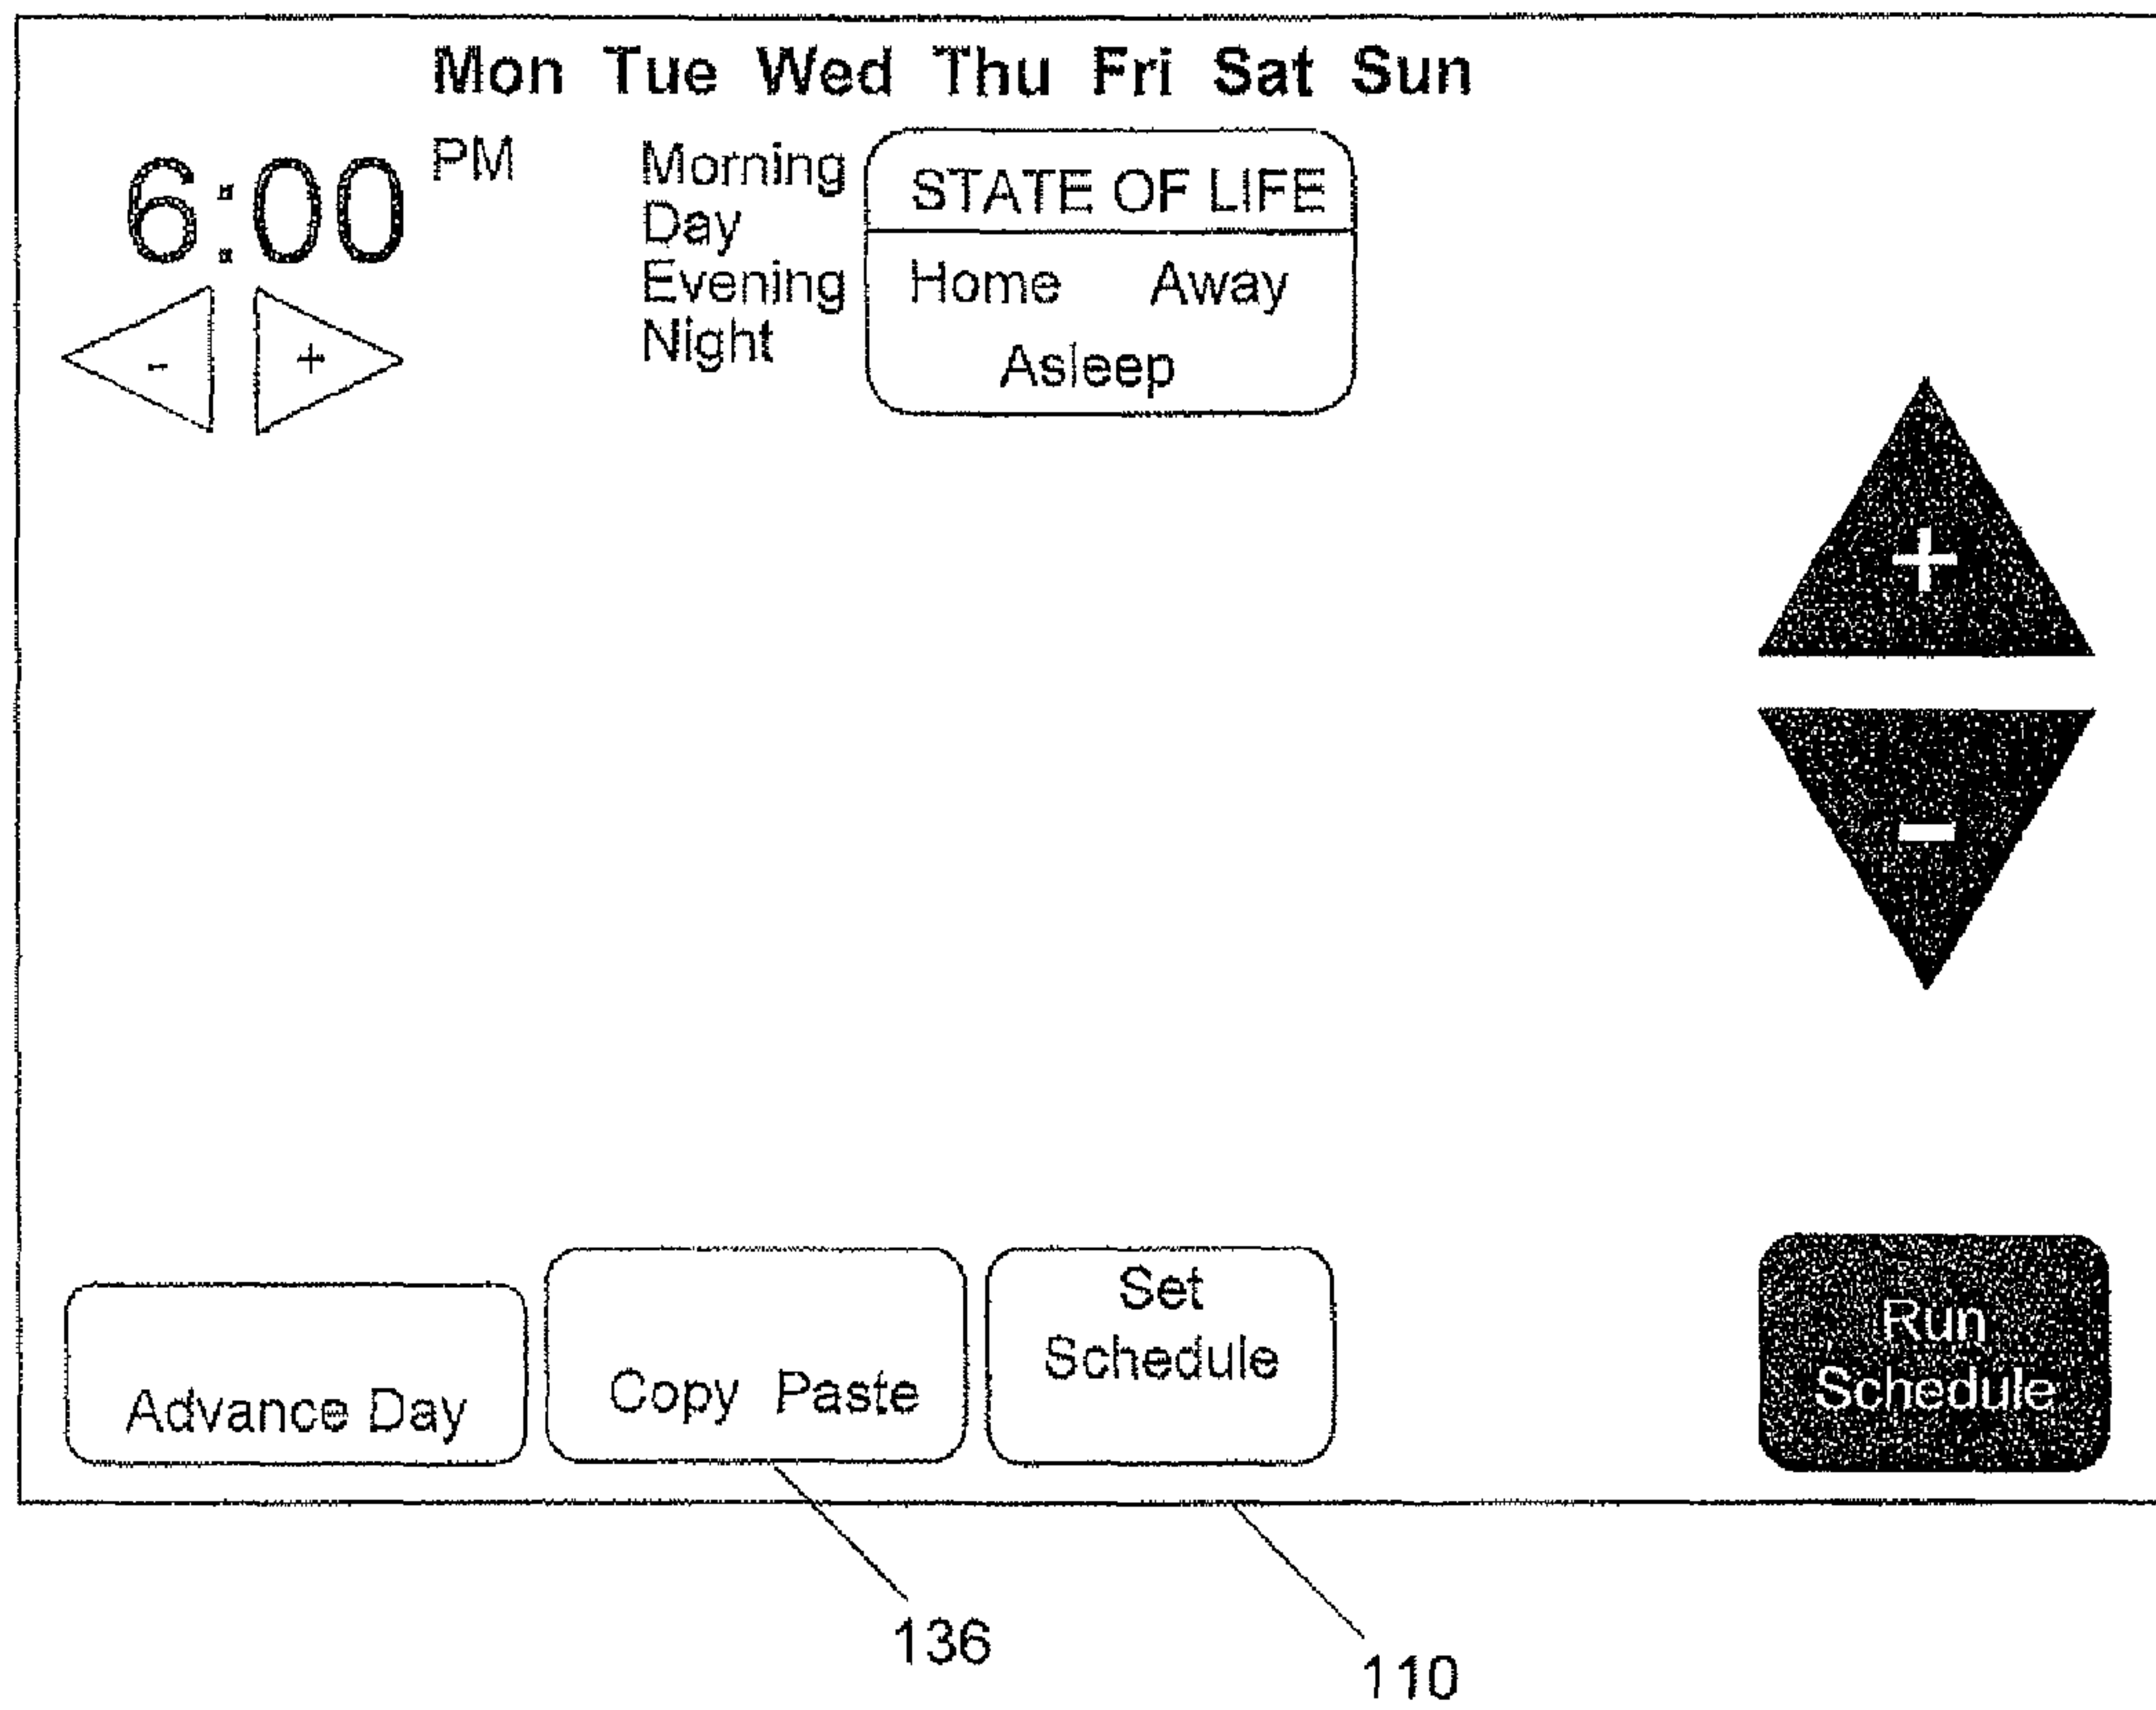 Mon Tue Wed Thu Fri Sat Sun
6:00 PM
- +
Morning
Day
Evening
Night
STATE OF LIFE
Home Away
Asleep
+
-
Advance Day
Copy Paste
Set
Schedule
Run
Schedule
136
110